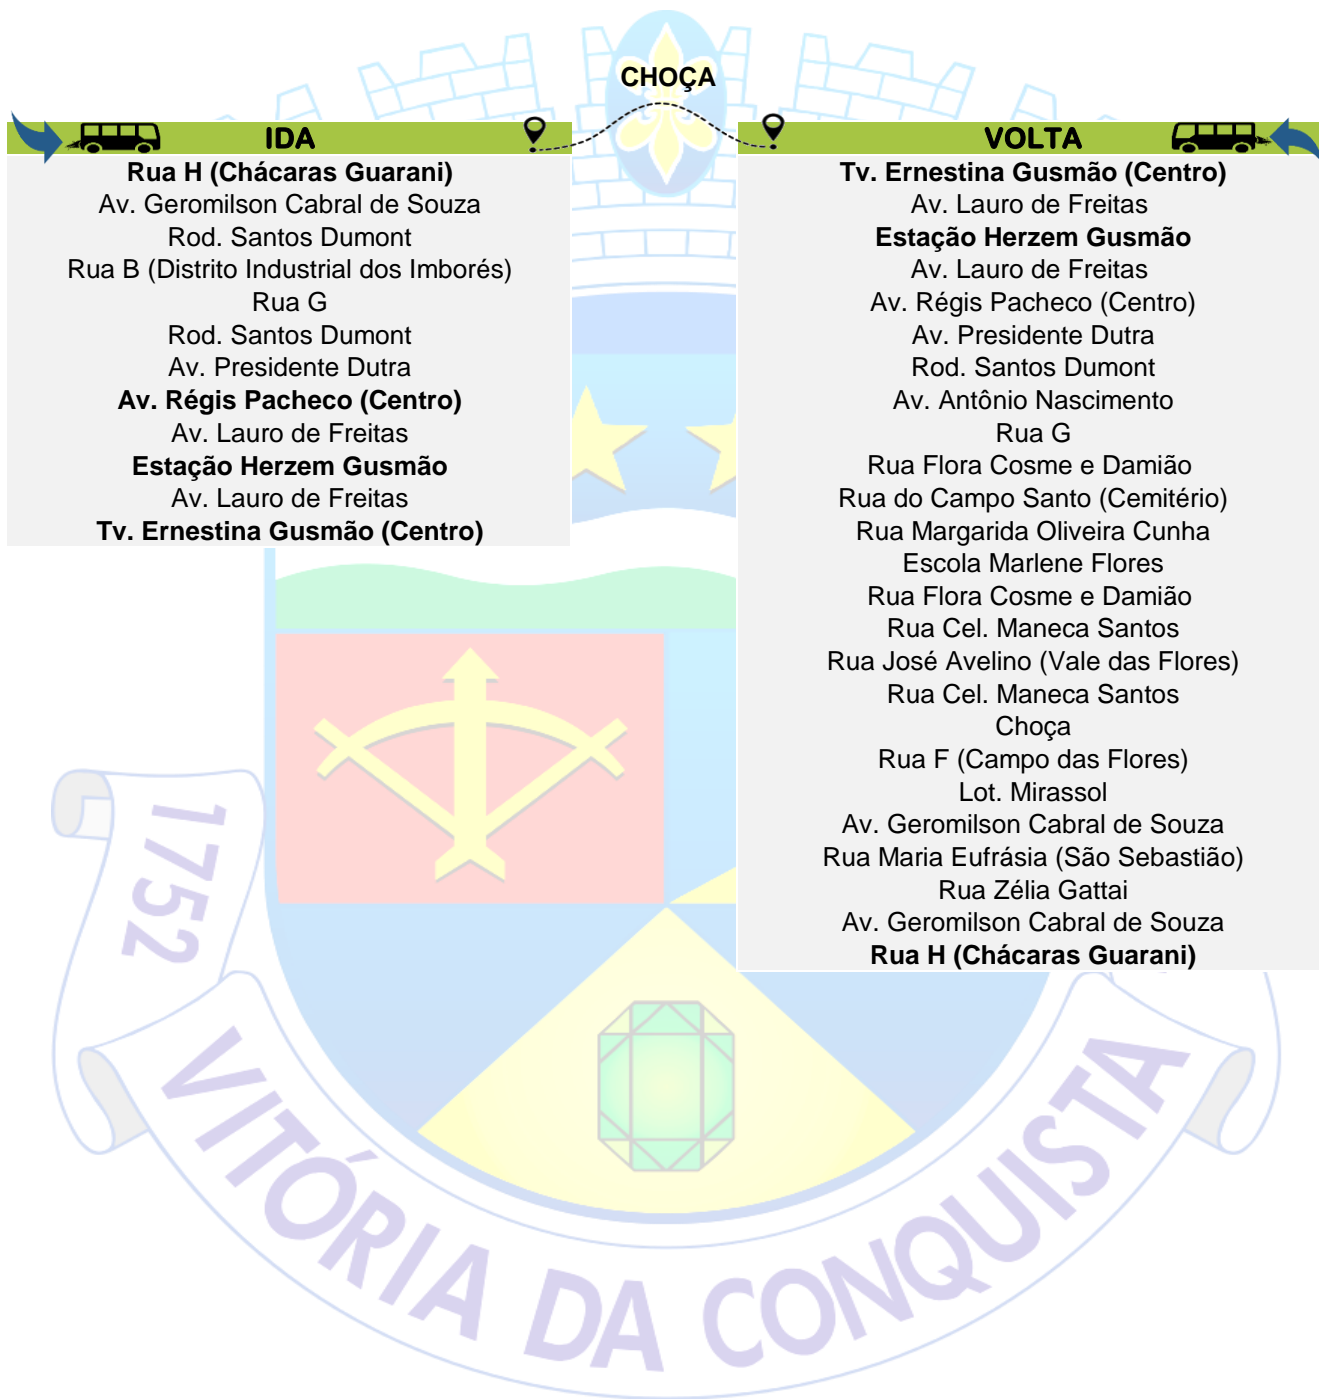 CHOÇA
IDA
Rua H (Chácaras Guarani)
Av. Geromilson Cabral de Souza
Rod. Santos Dumont
Rua B (Distrito Industrial dos Imborés)
Rua G
Rod. Santos Dumont
Av. Presidente Dutra
Av. Régis Pacheco (Centro)
Av. Lauro de Freitas
Estação Herzem Gusmão
Av. Lauro de Freitas
Tv. Ernestina Gusmão (Centro)
VOLTA
Tv. Ernestina Gusmão (Centro)
Av. Lauro de Freitas
Estação Herzem Gusmão
Av. Lauro de Freitas
Av. Régis Pacheco (Centro)
Av. Presidente Dutra
Rod. Santos Dumont
Av. Antônio Nascimento
Rua G
Rua Flora Cosme e Damião
Rua do Campo Santo (Cemitério)
Rua Margarida Oliveira Cunha
Escola Marlene Flores
Rua Flora Cosme e Damião
Rua Cel. Maneca Santos
Rua José Avelino (Vale das Flores)
Rua Cel. Maneca Santos
Choça
Rua F (Campo das Flores)
Lot. Mirassol
Av. Geromilson Cabral de Souza
Rua Maria Eufrásia (São Sebastião)
Rua Zélia Gattai
Av. Geromilson Cabral de Souza
Rua H (Chácaras Guarani)
1752
VITÓRIA DA CONQUISTA